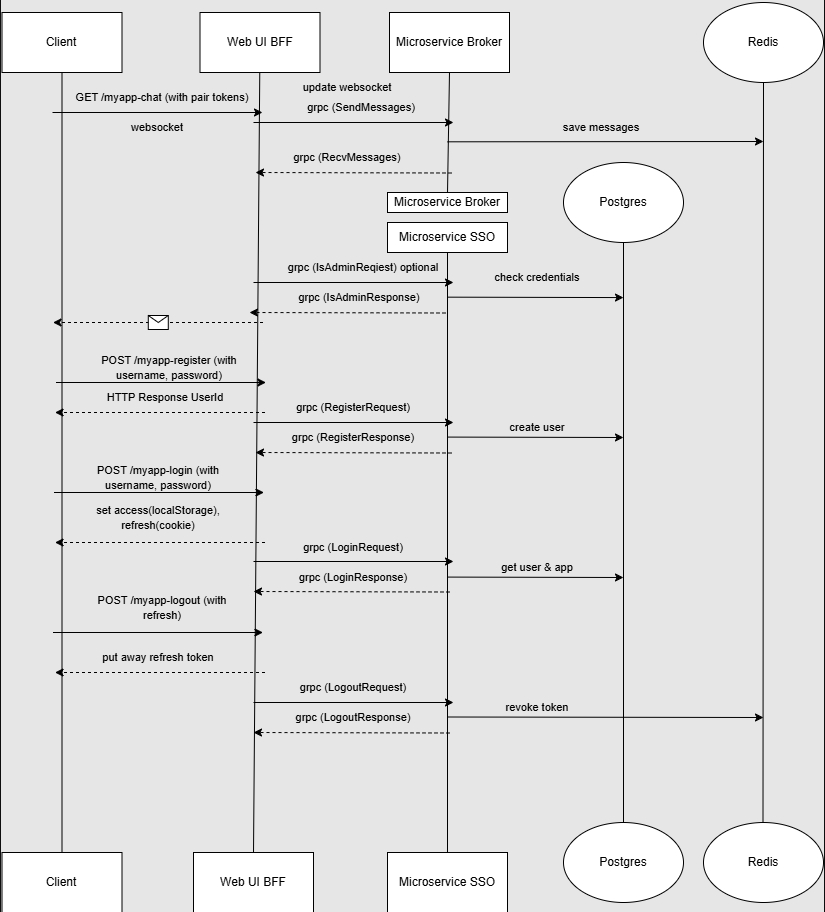 Client
Web UI BFF
Microservice Broker
Redis
update websocket
GET /myapp-chat (with pair tokens)
grpc (SendMessages)
websocket
save messages
grpc (RecvMessages)
Microservice Broker
Postgres
Microservice SSO
grpc (IsAdminReqiest) optional
check credentials
grpc (IsAdminResponse)
POST /myapp-register (with
username, password)
HTTP Response UserId
grpc (RegisterRequest)
create user
grpc (RegisterResponse)
POST /myapp-login (with
username, password)
set access(localStorage),
refresh(cookie)
grpc (LoginRequest)
get user & app
grpc (LoginResponse)
POST /myapp-logout (with
refresh)
put away refresh token
grpc (LogoutRequest)
revoke token
grpc (LogoutResponse)
Client
Web UI BFF
Microservice SSO
Postgres
Redis